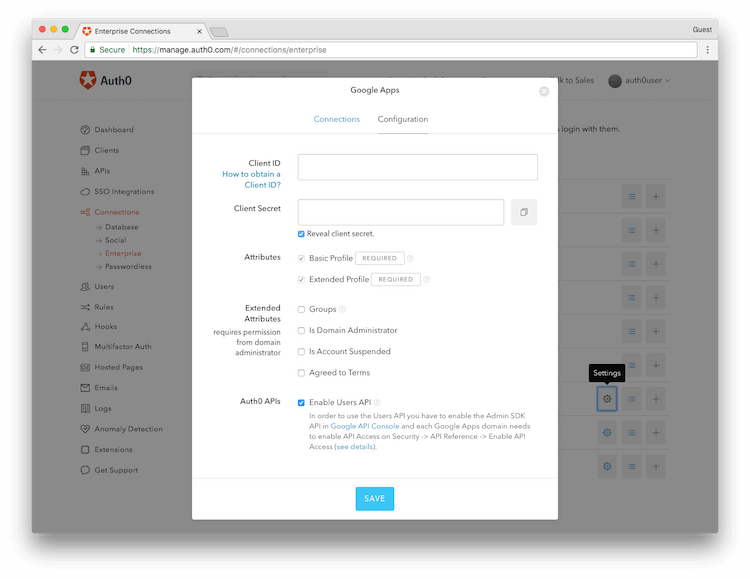 Enterprise Connections
Guest
Secure https://manage.auth0.com/#/connections/enterprise
Auth0
lk to Sales
auth0user
Google Apps
Connections
Configuration
login with them.
Dashboard
Clients
APIs
SSO Integrations
Connections
Database
Social
Enterprise
Passwordless
Users
Rules
Hooks
Multifactor Auth
Hosted Pages
Emails
Logs
Anomaly Detection
Extensions
Get Support
Client ID
How to obtain a
Client ID?
Client Secret
Reveal client secret.
Attributes
Basic Profile REQUIRED
Extended Profile REQUIRED
Extended
Attributes
requires permission
from domain
administrator
Groups
Is Domain Administrator
Is Account Suspended
Agreed to Terms
Auth0 APIs
Enable Users API
In order to use the Users API you have to enable the Admin SDK
API in Google API Console and each Google Apps domain needs
to enable API Access on Security -> API Reference -> Enable API
Access (see details).
Settings
SAVE